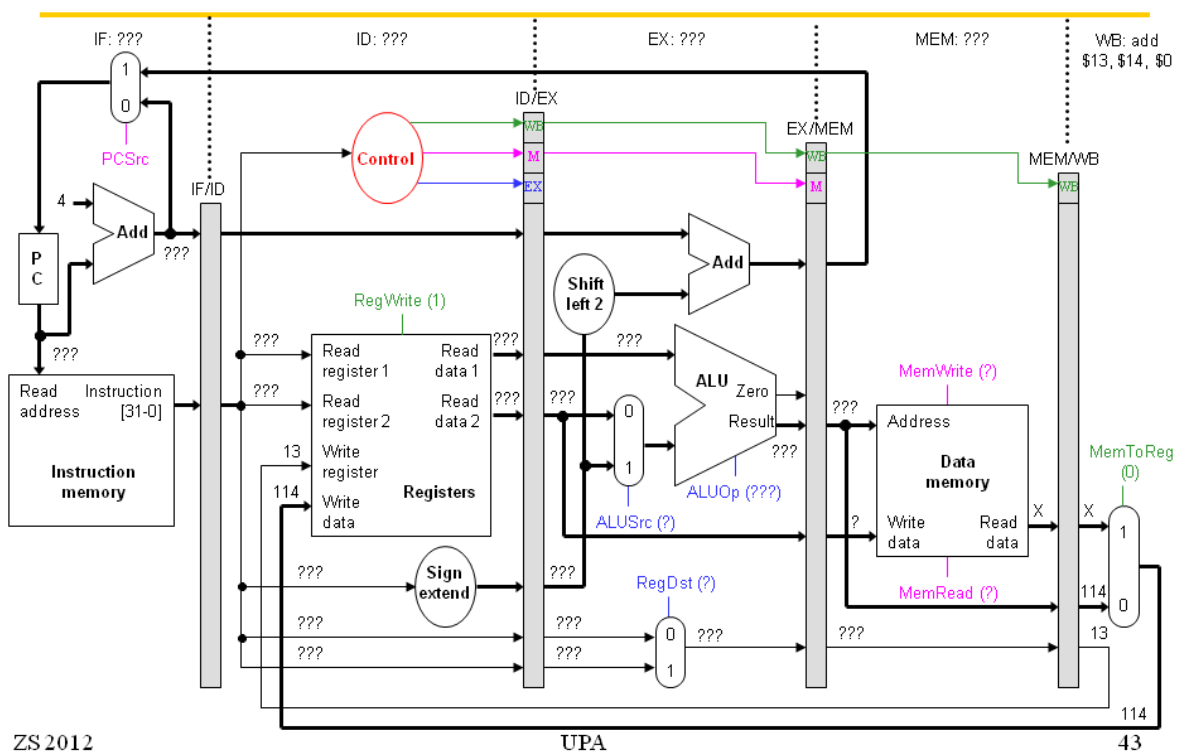 IF: ???
ID: ???
EX: ???
MEM: ???
WB: add
$13, $14, $0
1
0
PCSrc
ID/EX
WB
M
EX
Control
EX/MEM
WB
M
MEM/WB
WB
IF/ID
4
Add
???
P
C
???
Add
Shift
left 2
RegWrite (1)
???
Read
register 1
Read
data 1
???
???
???
Read
register 2
Read
data 2
???
???
13
Write
register
114
Write
data
Registers
Read
address
Instruction
[31-0]
Instruction
memory
0
1
ALUSrc (?)
ALU
Zero
Result
???
ALUOp (???)
???
MemWrite (?)
Address
Data
memory
?
Write
data
Read
data
X
X
MemRead (?)
MemToReg
(0)
1
0
114
13
???
Sign
extend
RegDst (?)
???
???
0
1
???
???
???
???
114
ZS 2012
UPA
43